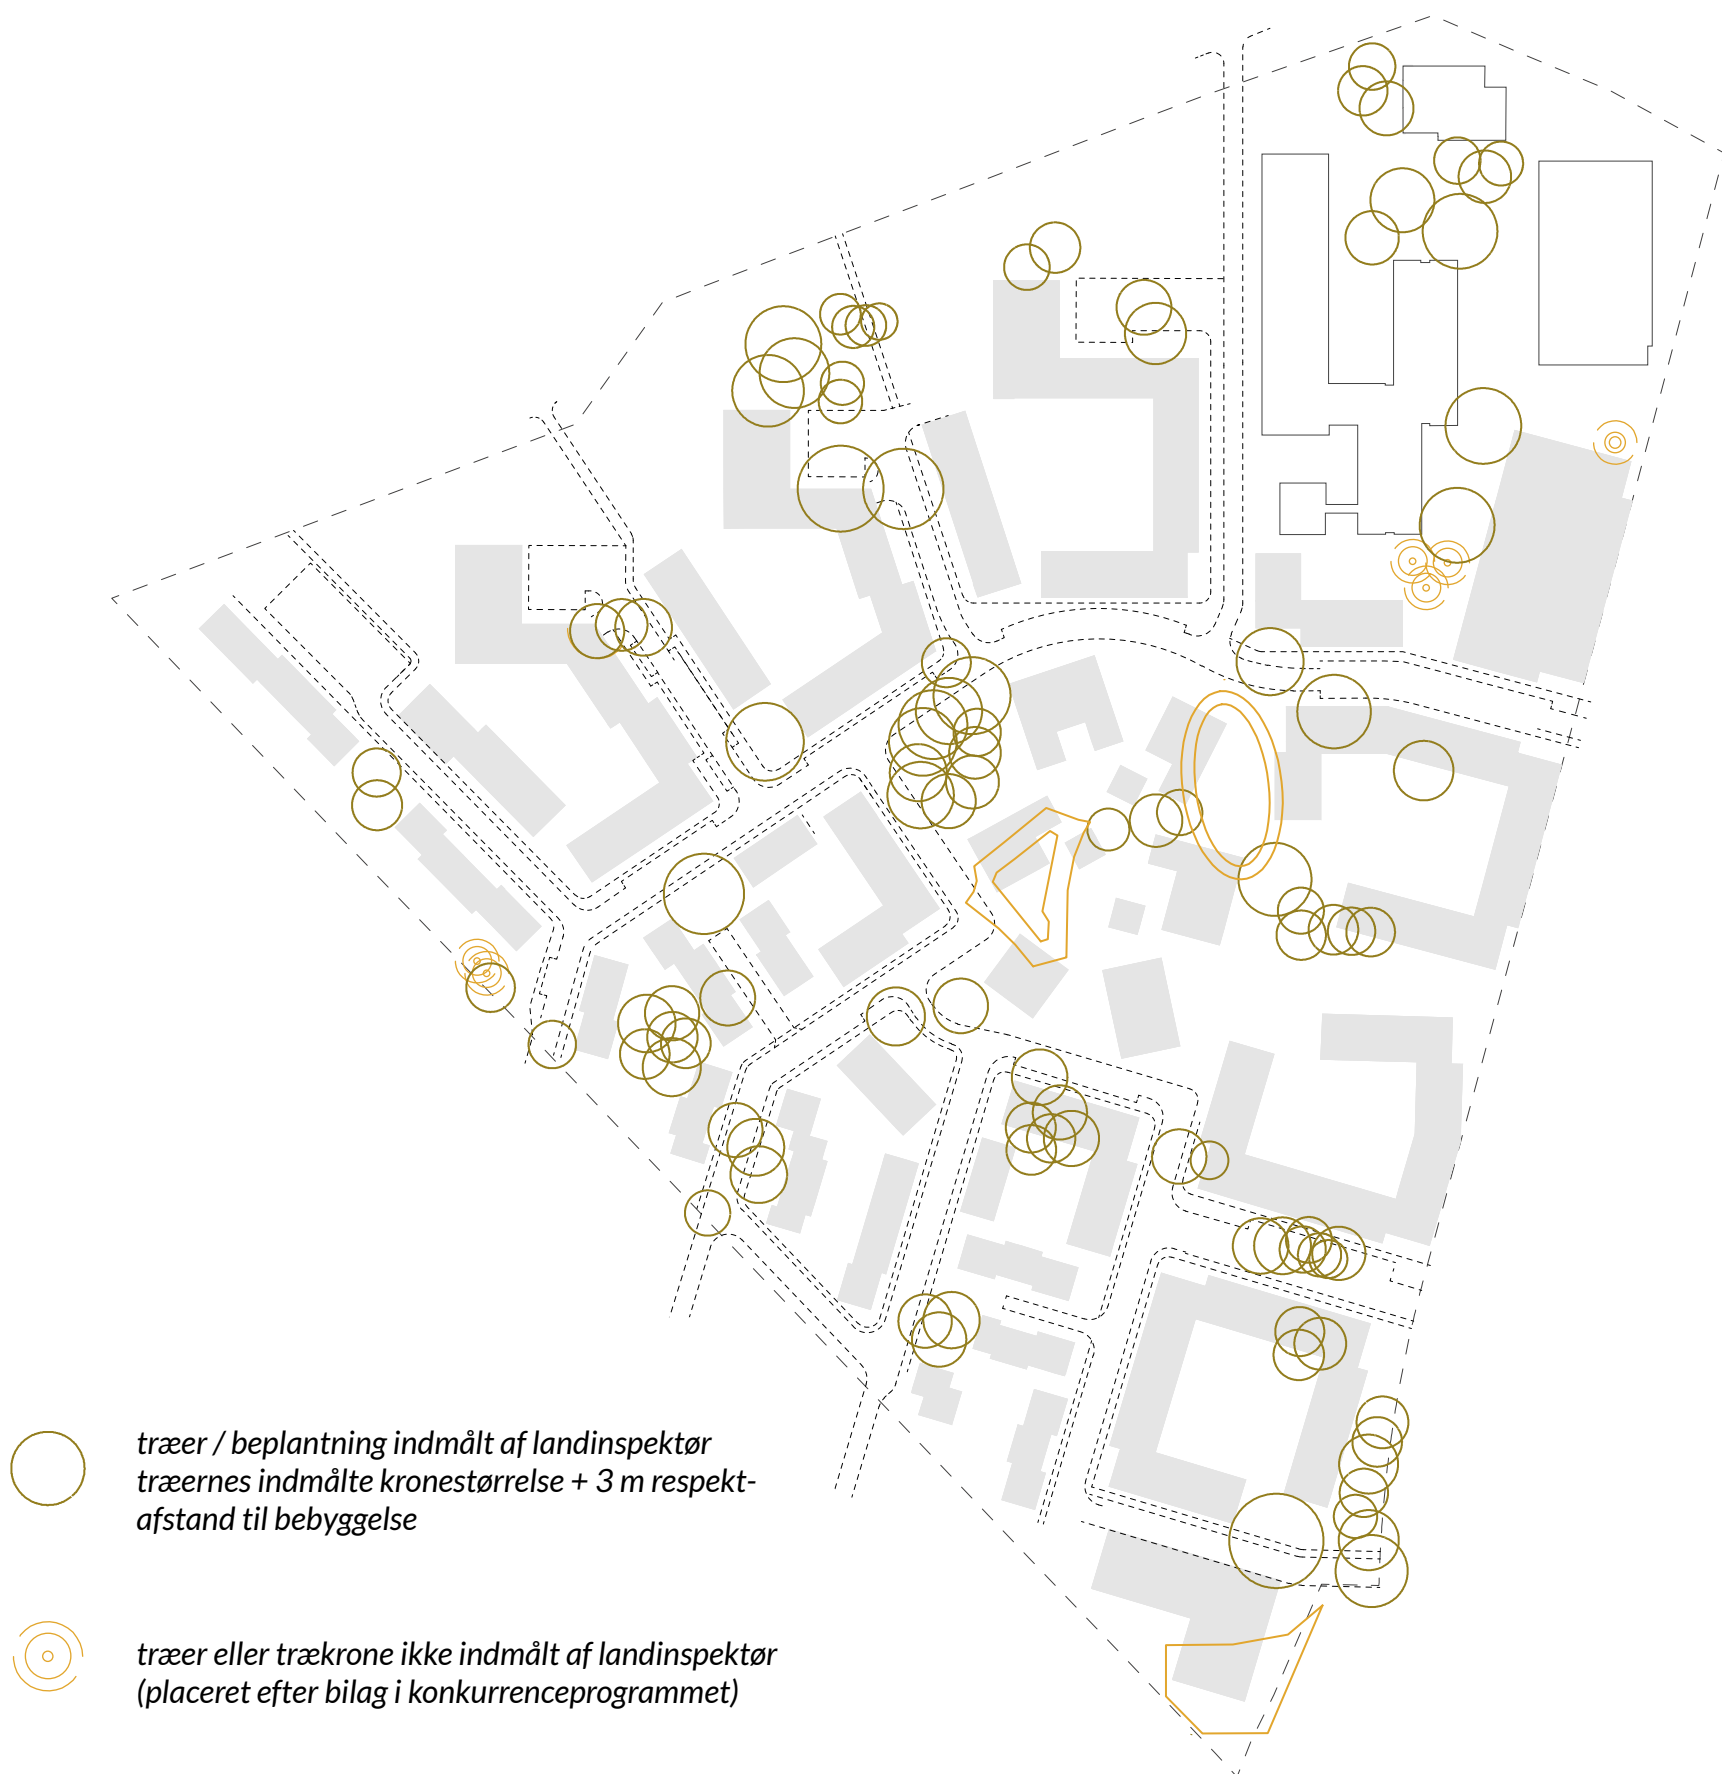 træer / beplantning indmålt af landinspektør
træernes indmålte kronestørrelse + 3 m respekt-
afstand til bebyggelse
træer eller trækrone ikke indmålt af landinspektør
(placeret efter bilag i konkurrenceprogrammet)